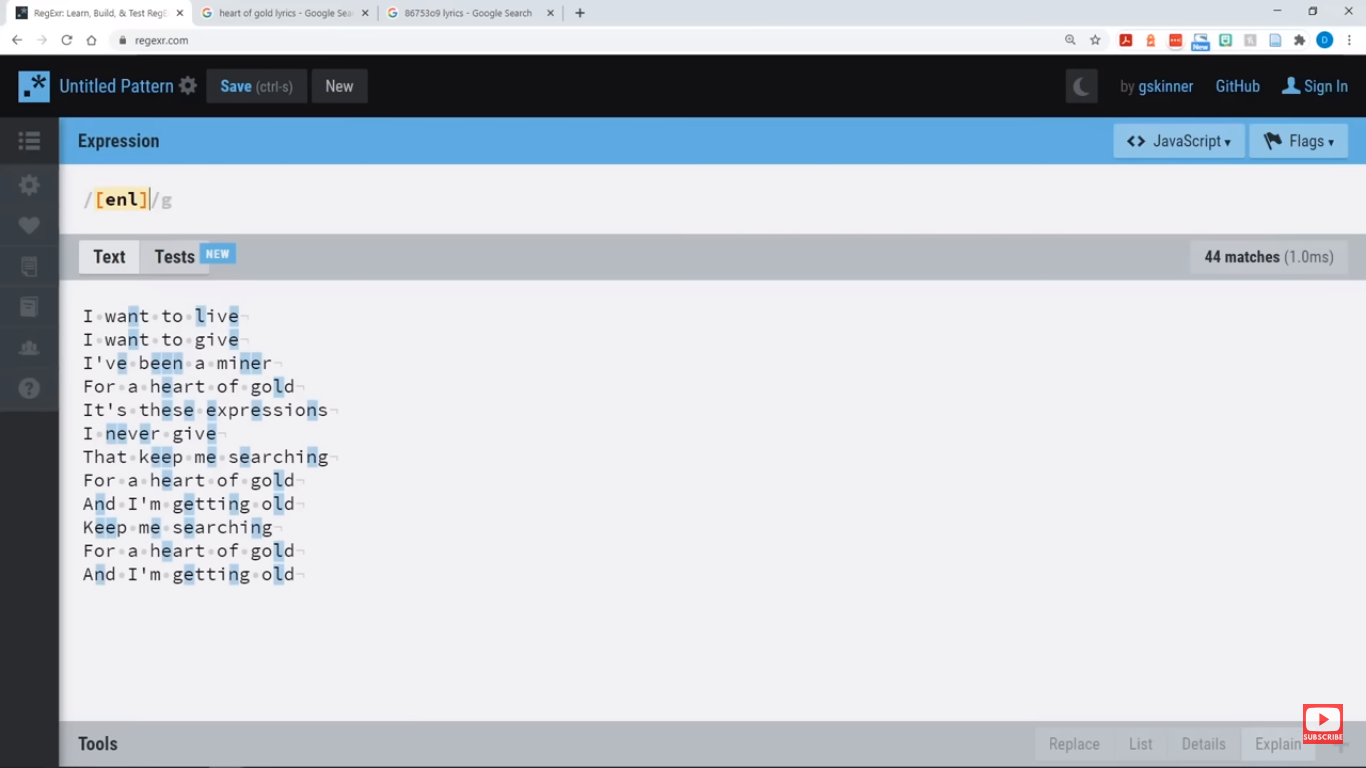 RegExr: Learn, Build, & Test RegE
heart of gold lyrics - Google Sea
86753o9 lyrics - Google Search
regexr.com
New
D
.*
Untitled Pattern
Save (ctrl-s)
New
by gskinner
GitHub
Sign In
Expression
<> JavaScript
Flags
/[enl]/g
Text
Tests
NEW
44 matches (1.0ms)
I want to live
I want to give
I've been a miner
For a heart of gold
It's these expressions
I never give
That keep me searching
For a heart of gold
And I'm getting old
Keep me searching
For a heart of gold
And I'm getting old
Tools
Replace
List
Details
Explain
SUBSCRIBE